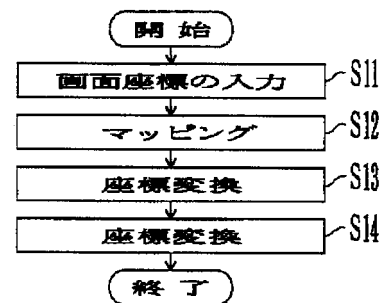 開始
画面座標の入力 S11
マッピング S12
座標変換 S13
座標変換 S14
終了